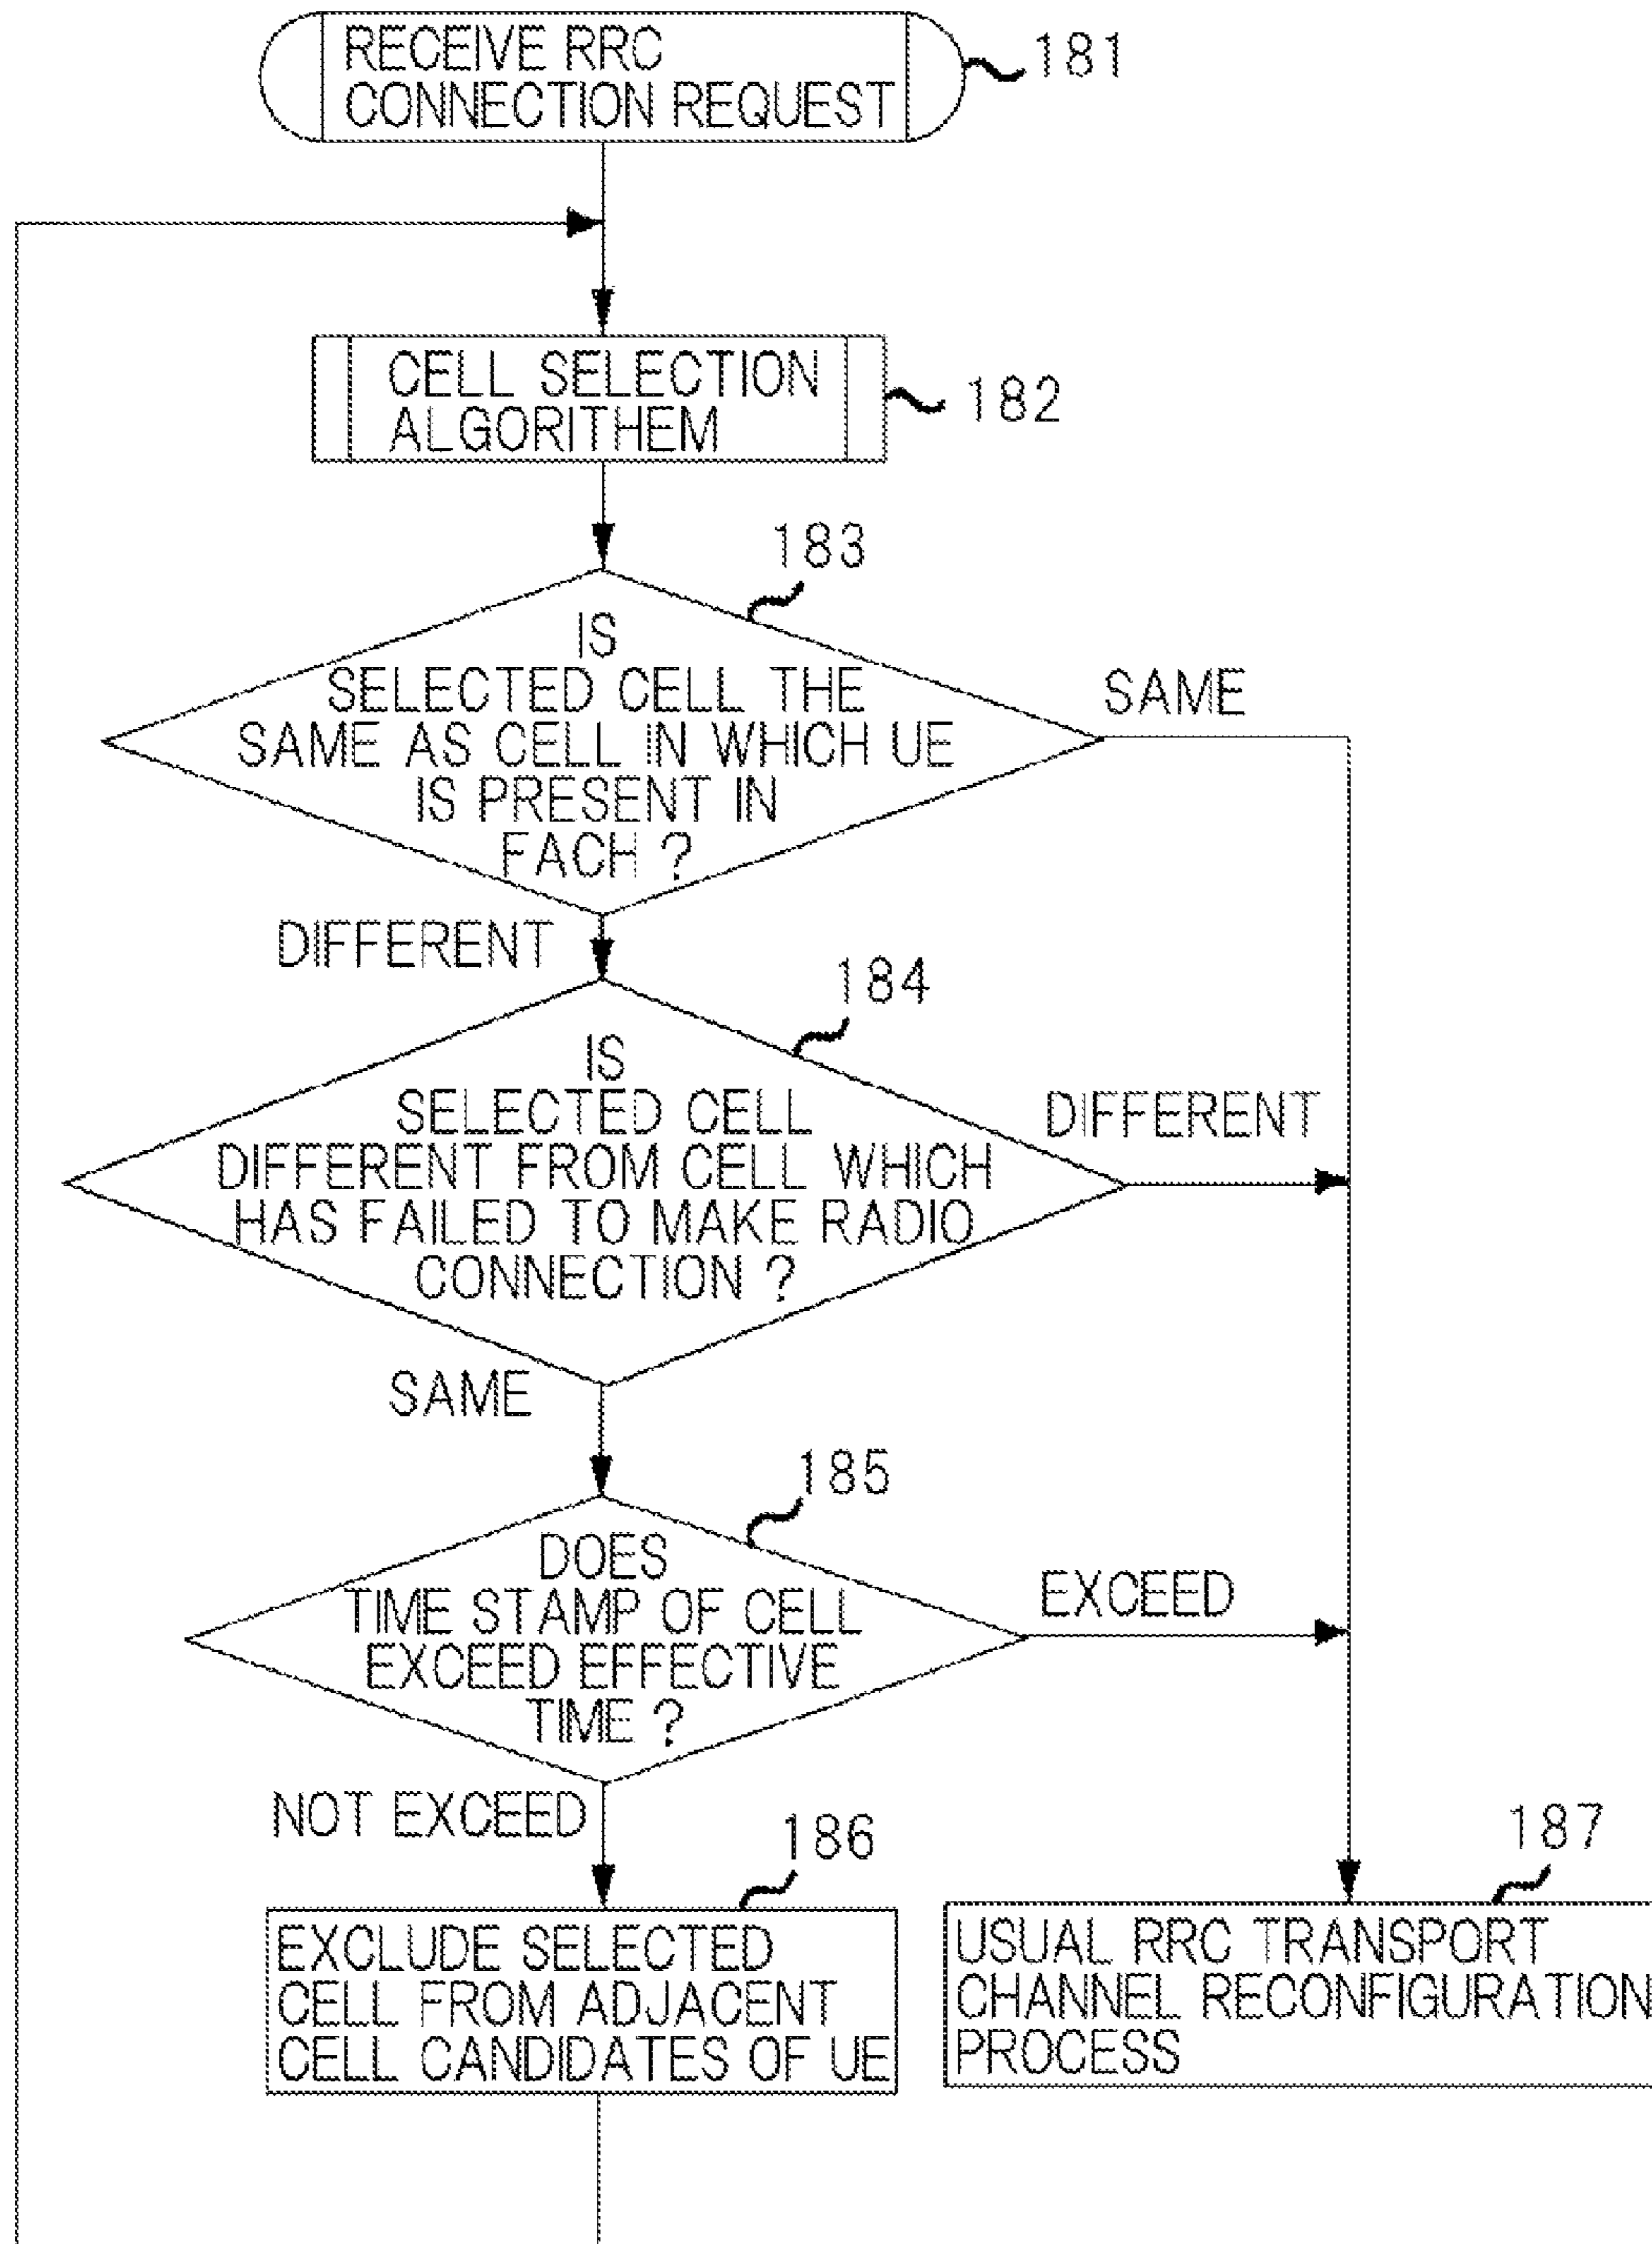 RECEIVE RRC
CONNECTION REQUEST
181
CELL SELECTION
ALGORITHEM
182
183
IS
SELECTED CELL THE
SAME AS CELL IN WHICH UE
IS PRESENT IN
FACH ?
SAME
DIFFERENT
184
IS
SELECTED CELL
DIFFERENT FROM CELL WHICH
HAS FAILED TO MAKE RADIO
CONNECTION ?
DIFFERENT
SAME
185
DOES
TIME STAMP OF CELL
EXCEED EFFECTIVE
TIME ?
EXCEED
NOT EXCEED
186
EXCLUDE SELECTED
CELL FROM ADJACENT
CELL CANDIDATES OF UE
187
USUAL RRC TRANSPORT
CHANNEL RECONFIGURATION
PROCESS